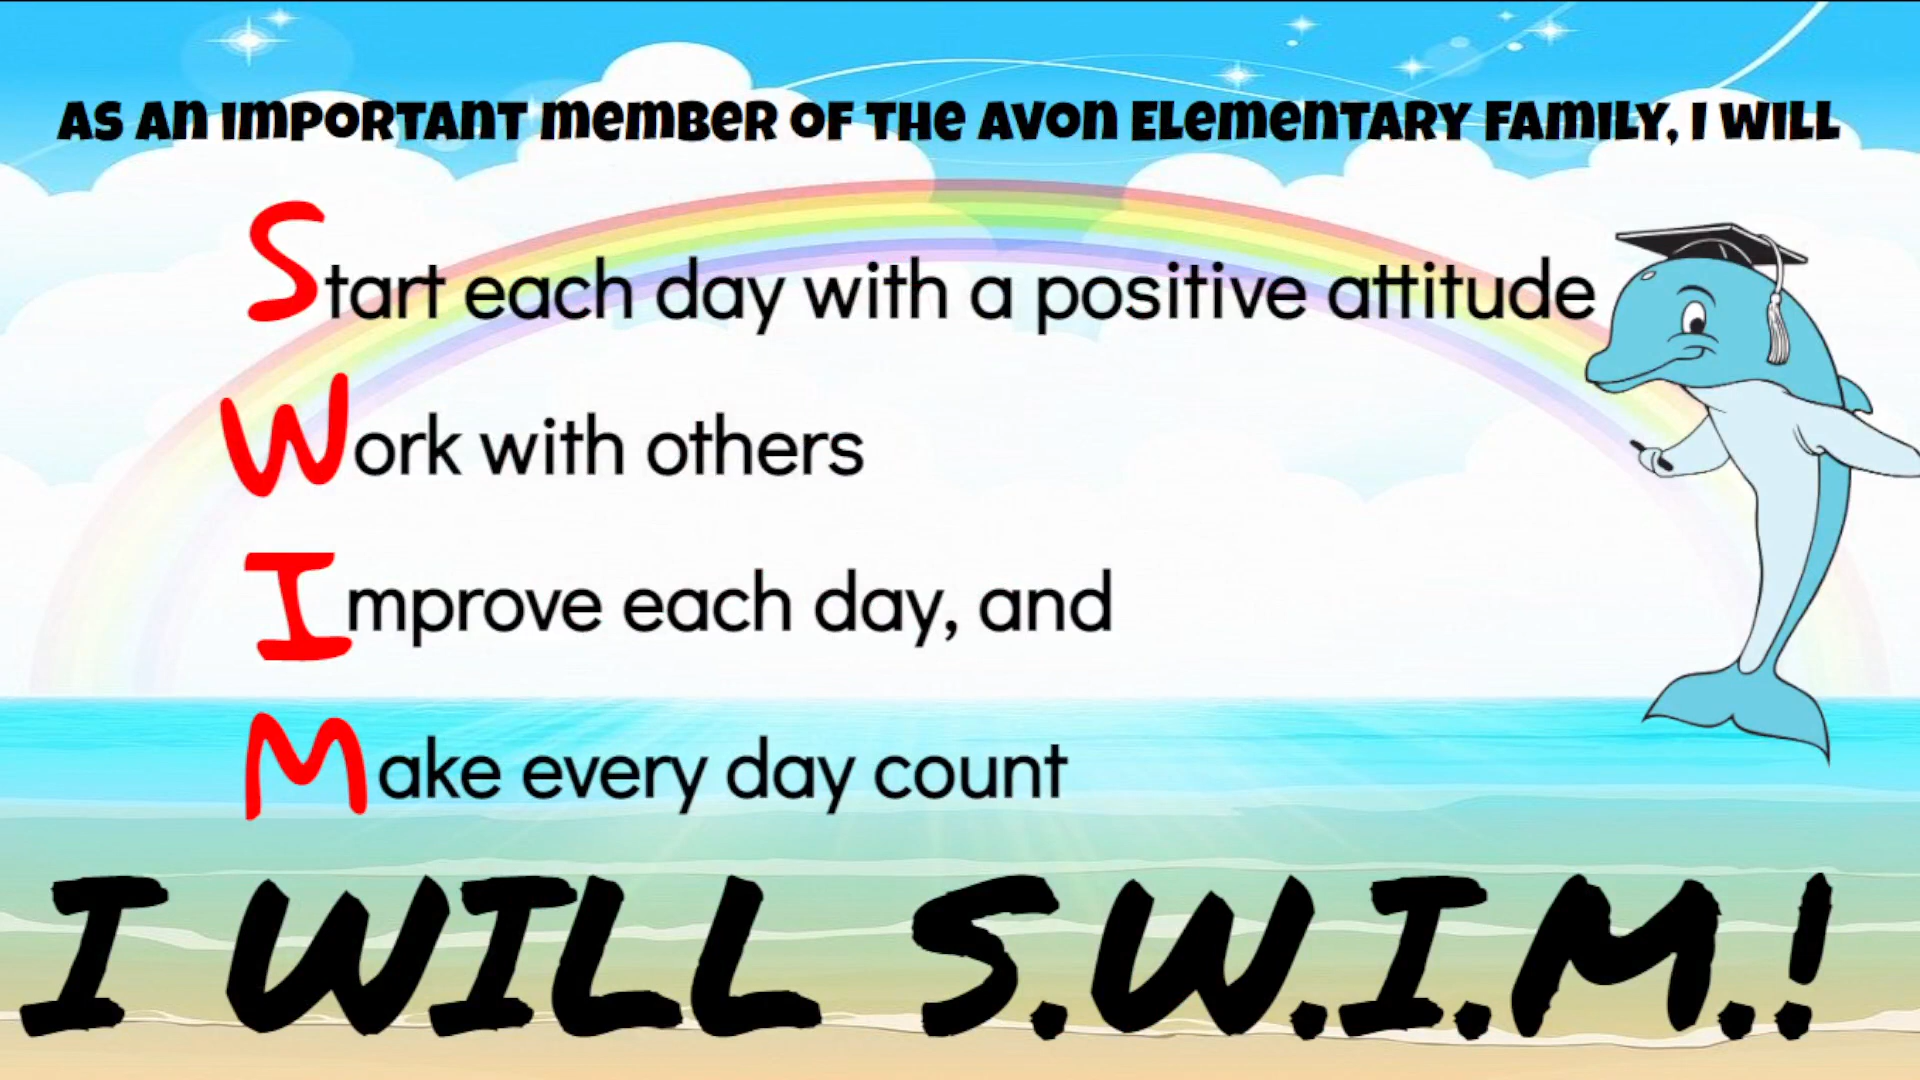 As an important member of the Avon Elementary family, I will
Start each day with a positive attitude
Work with others
Improve each day, and
Make every day count
I WILL S.W.I.M.!